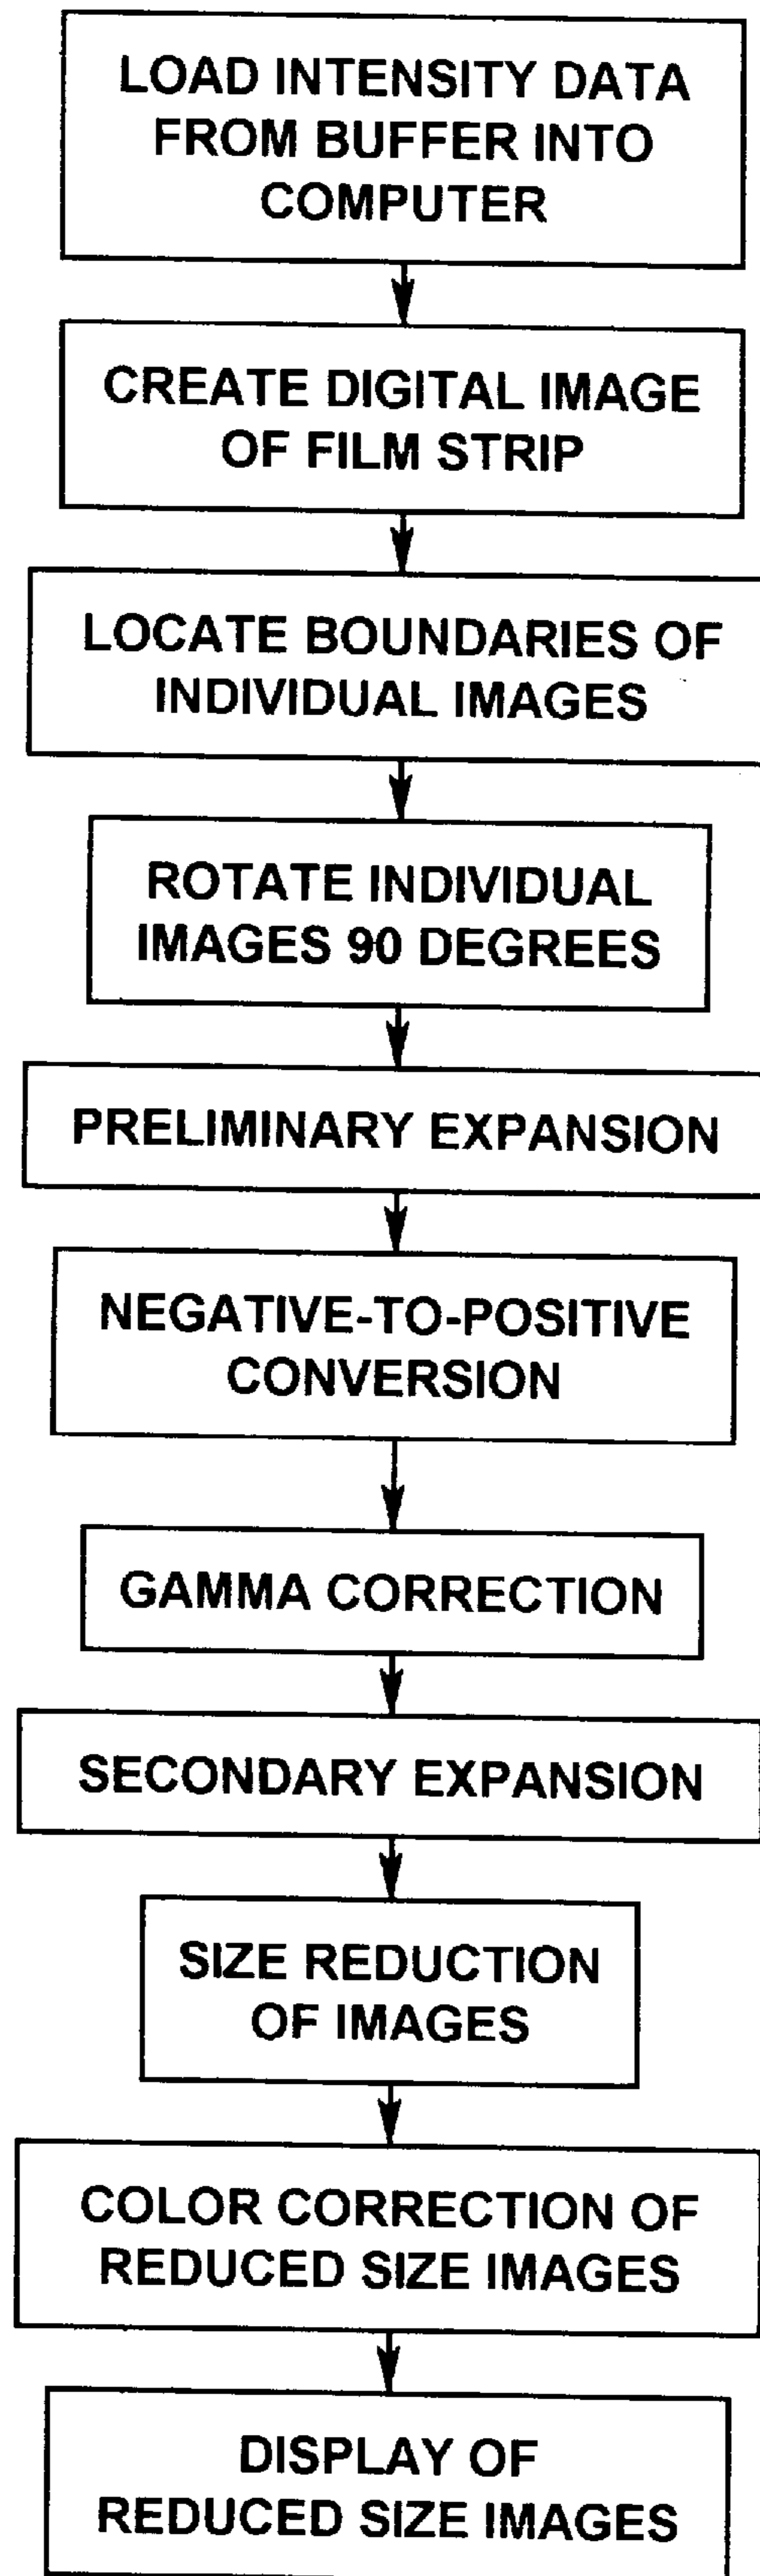 LOAD INTENSITY DATA
FROM BUFFER INTO
COMPUTER
CREATE DIGITAL IMAGE
OF FILM STRIP
LOCATE BOUNDARIES OF
INDIVIDUAL IMAGES
ROTATE INDIVIDUAL
IMAGES 90 DEGREES
PRELIMINARY EXPANSION
NEGATIVE-TO-POSITIVE
CONVERSION
GAMMA CORRECTION
SECONDARY EXPANSION
SIZE REDUCTION
OF IMAGES
COLOR CORRECTION OF
REDUCED SIZE IMAGES
DISPLAY OF
REDUCED SIZE IMAGES